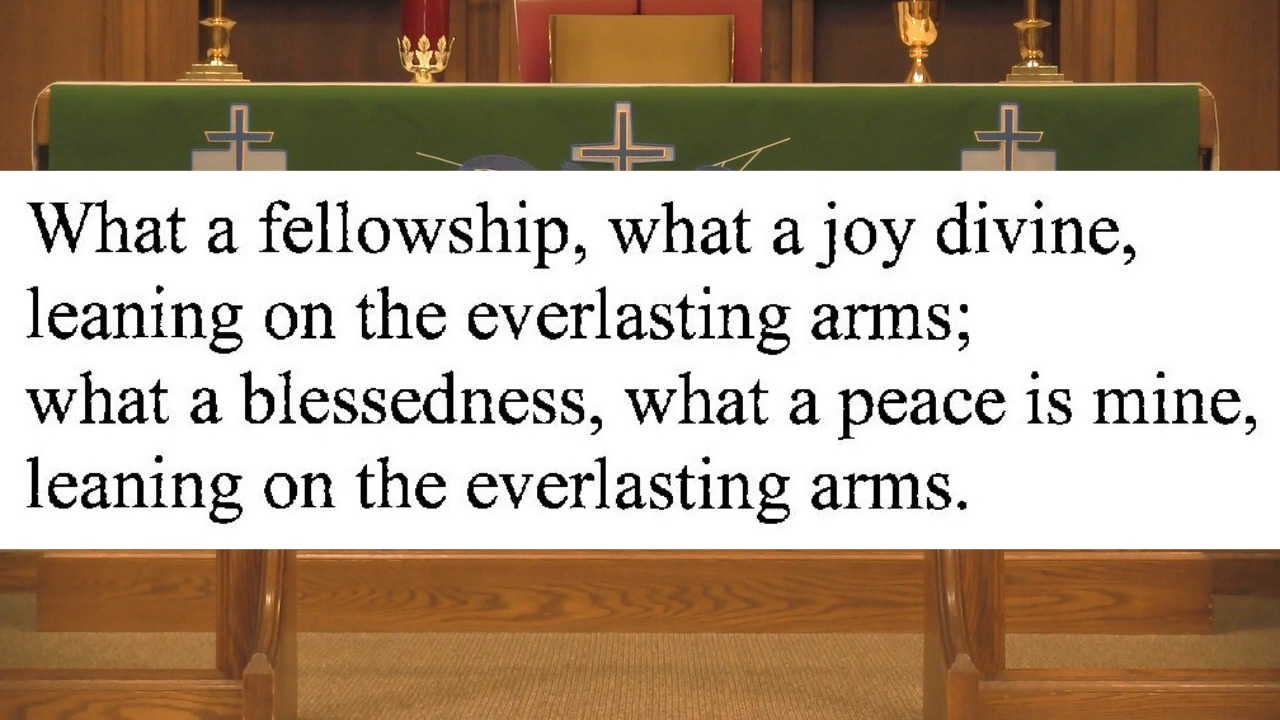 What a fellowship, what a joy divine,
leaning on the everlasting arms;
what a blessedness, what a peace is mine,
leaning on the everlasting arms.